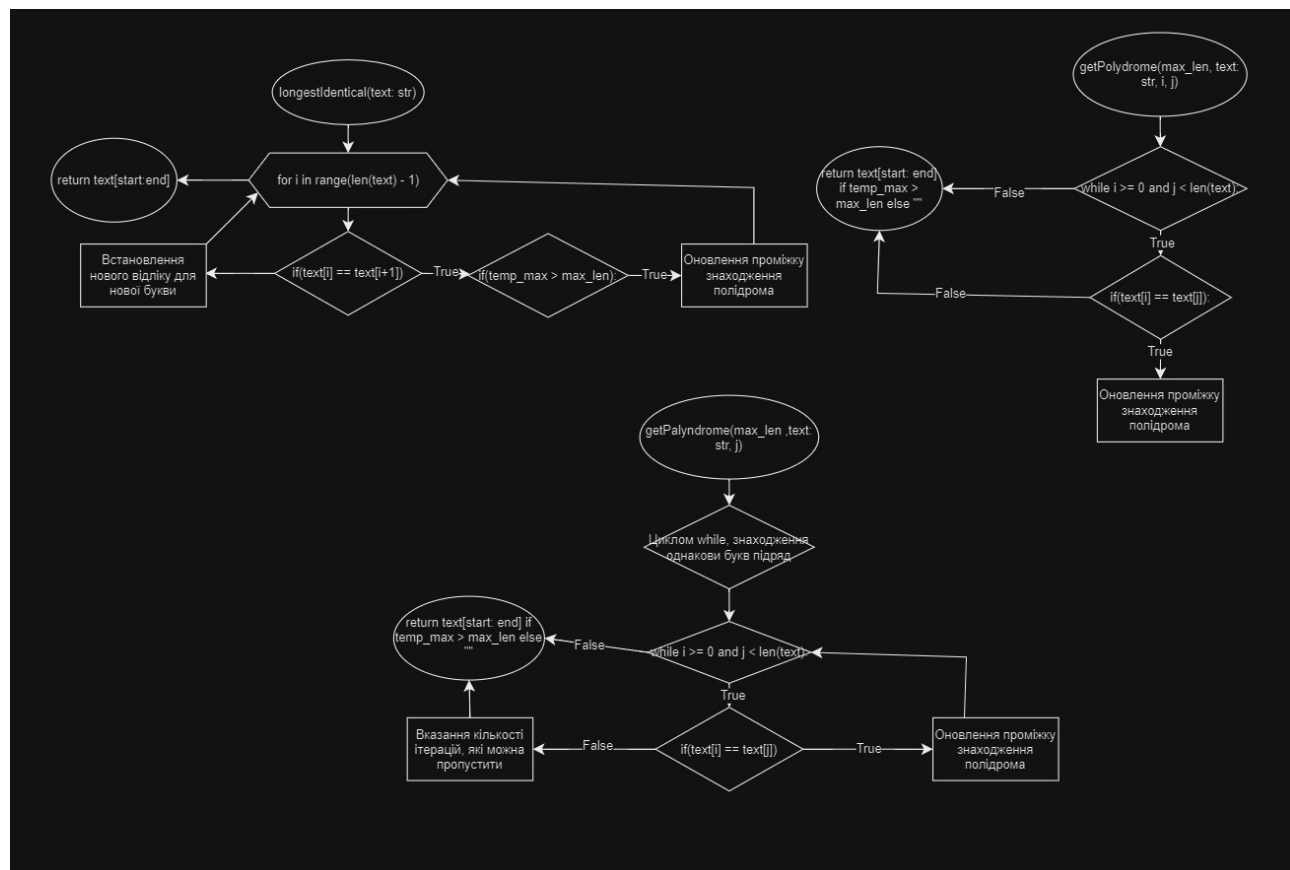 longestIdentical(text: str)
return text[start:end]
for i in range(len(text) - 1)
Встановлення
нового відліку для
нової букви
if(text[i] == text[i+1])
True
if(temp_max > max_len):
True
Оновлення проміжку
знаходження
полідрома
getPolydrome(max_len, text:
str, i, j)
return text[start: end]
if temp_max >
max_len else ""
False
while i >= 0 and j < len(text):
True
False
if(text[i] == text[j]):
True
Оновлення проміжку
знаходження
полідрома
getPalyndrome(max_len ,text:
str, j)
Циклом while, знаходження
однакови букв підряд
return text[start: end] if
temp_max > max_len else
""
False
while i >= 0 and j < len(text):
True
Вказання кількості
ітерацій, які можна
пропустити
False
if(text[i] == text[j])
True
Оновлення проміжку
знаходження
полідрома